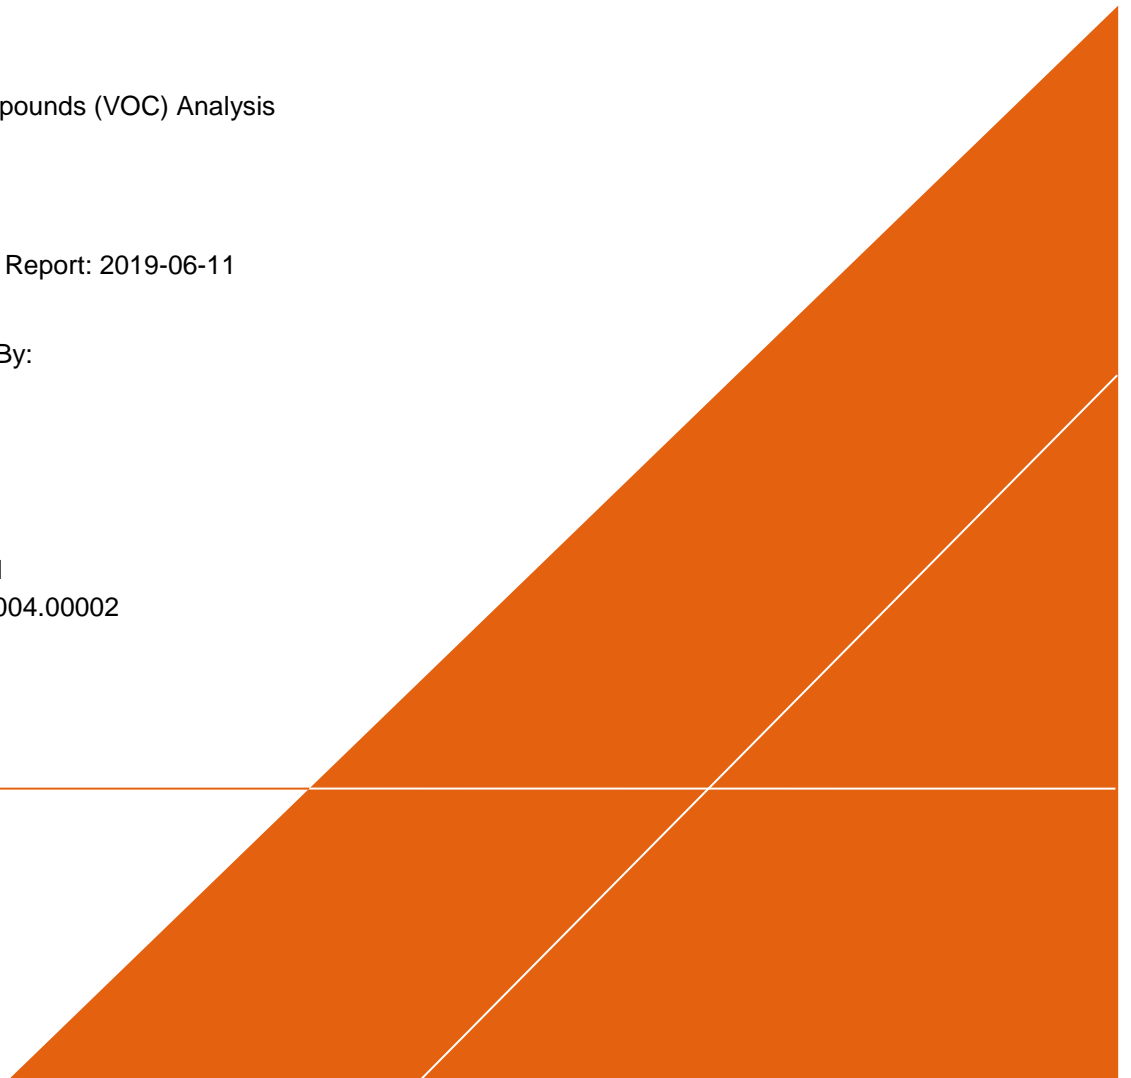 pounds (VOC) Analysis
Report: 2019-06-11
By:
004.00002